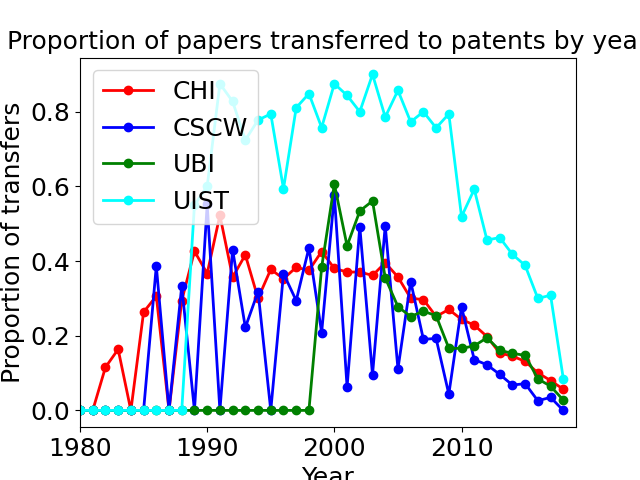 Proportion of papers transferred to patents by yea
Proportion of transfers
0.8
0.6
0.4
0.2
0.0
CHI
CSCW
UBI
UIST
1980
1990
2000
2010
Year